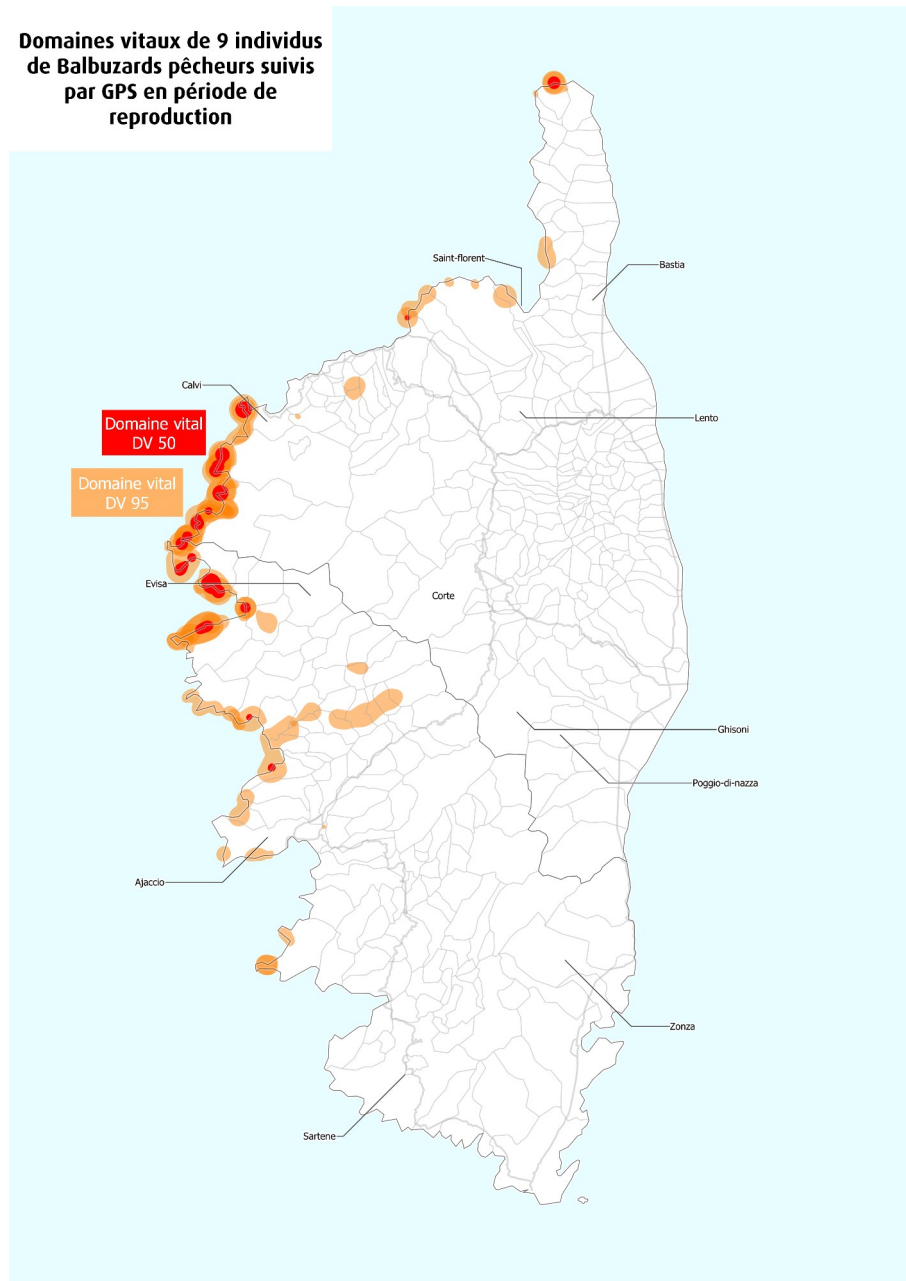 Domaines vitaux de 9 individus
de Balbuzards pêcheurs suivis
par GPS en période de
reproduction
Saint-florent
Bastia
Calvi
Domaine vital
DV 50
Lento
Domaine vital
DV 95
Evisa
Corte
Ghisoni
Poggio-di-nazza
Ajaccio
Zonza
Sartene